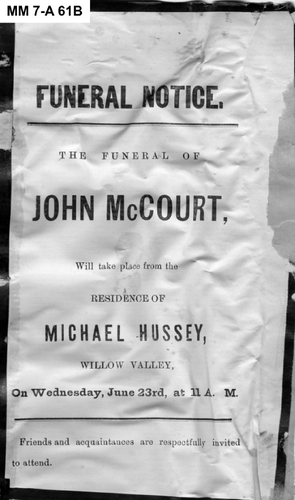 MM 7-A 61B
FUNERAL NOTICE.
THE FUNERAL OF
JOHN McCOURT,
Will take place from the
RESIDENCE OF
MICHAEL HUSSEY,
WILLOW VALLEY,
On Wednesday, June 23rd, at 11 A. M.
Friends and acquaintances are respectfully invited
to attend.